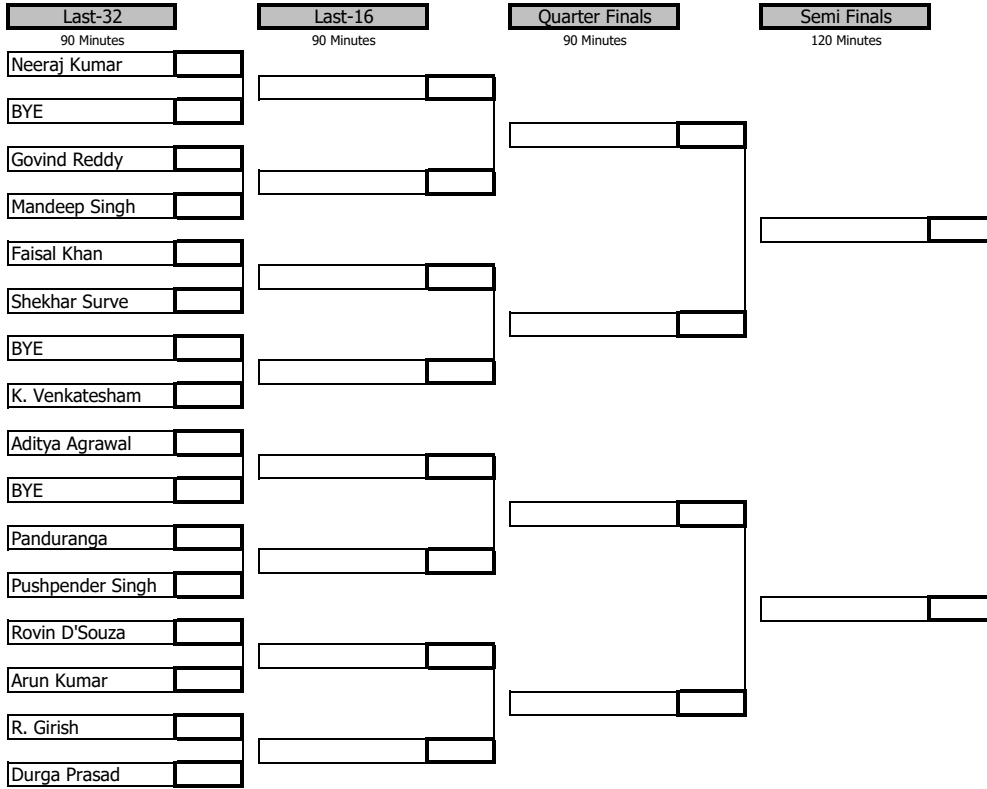 Last-32
Last-16
Quarter Finals
Semi Finals
90 Minutes
90 Minutes
90 Minutes
120 Minutes
Neeraj Kumar
BYE
Govind Reddy
Mandeep Singh
Faisal Khan
Shekhar Surve
BYE
K. Venkatesham
Aditya Agrawal
BYE
Panduranga
Pushpender Singh
Rovin D'Souza
Arun Kumar
R. Girish
Durga Prasad